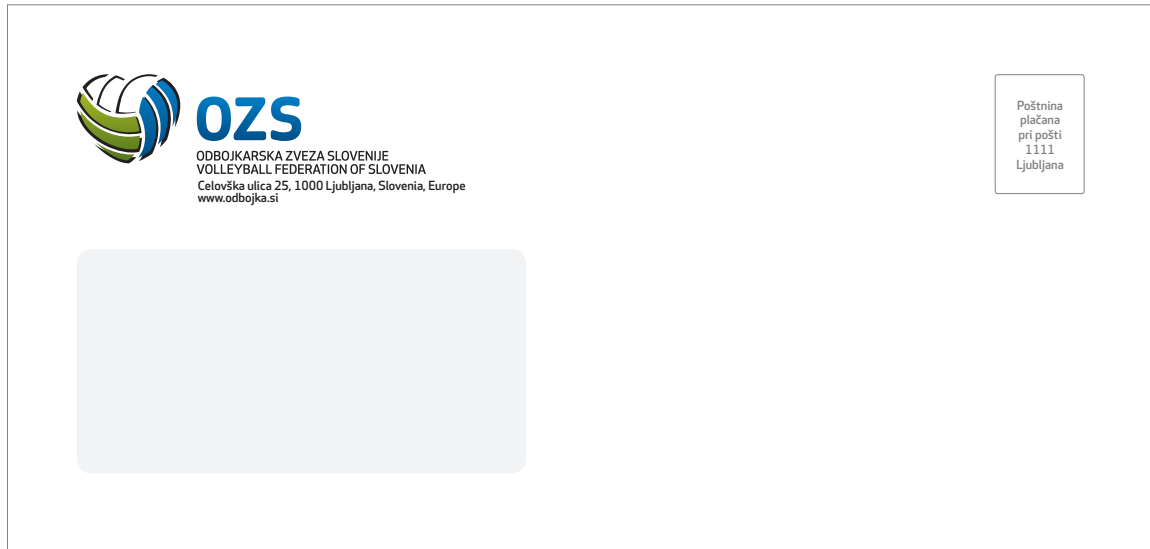 OZS
ODBOJKARSKA ZVEZA SLOVENIJE
VOLLEYBALL FEDERATION OF SLOVENIA
Celovška ulica 25, 1000 Ljubljana, Slovenia, Europe
www.odbojka.si
Poštnina
plačana
pri pošti
1111
Ljubljana